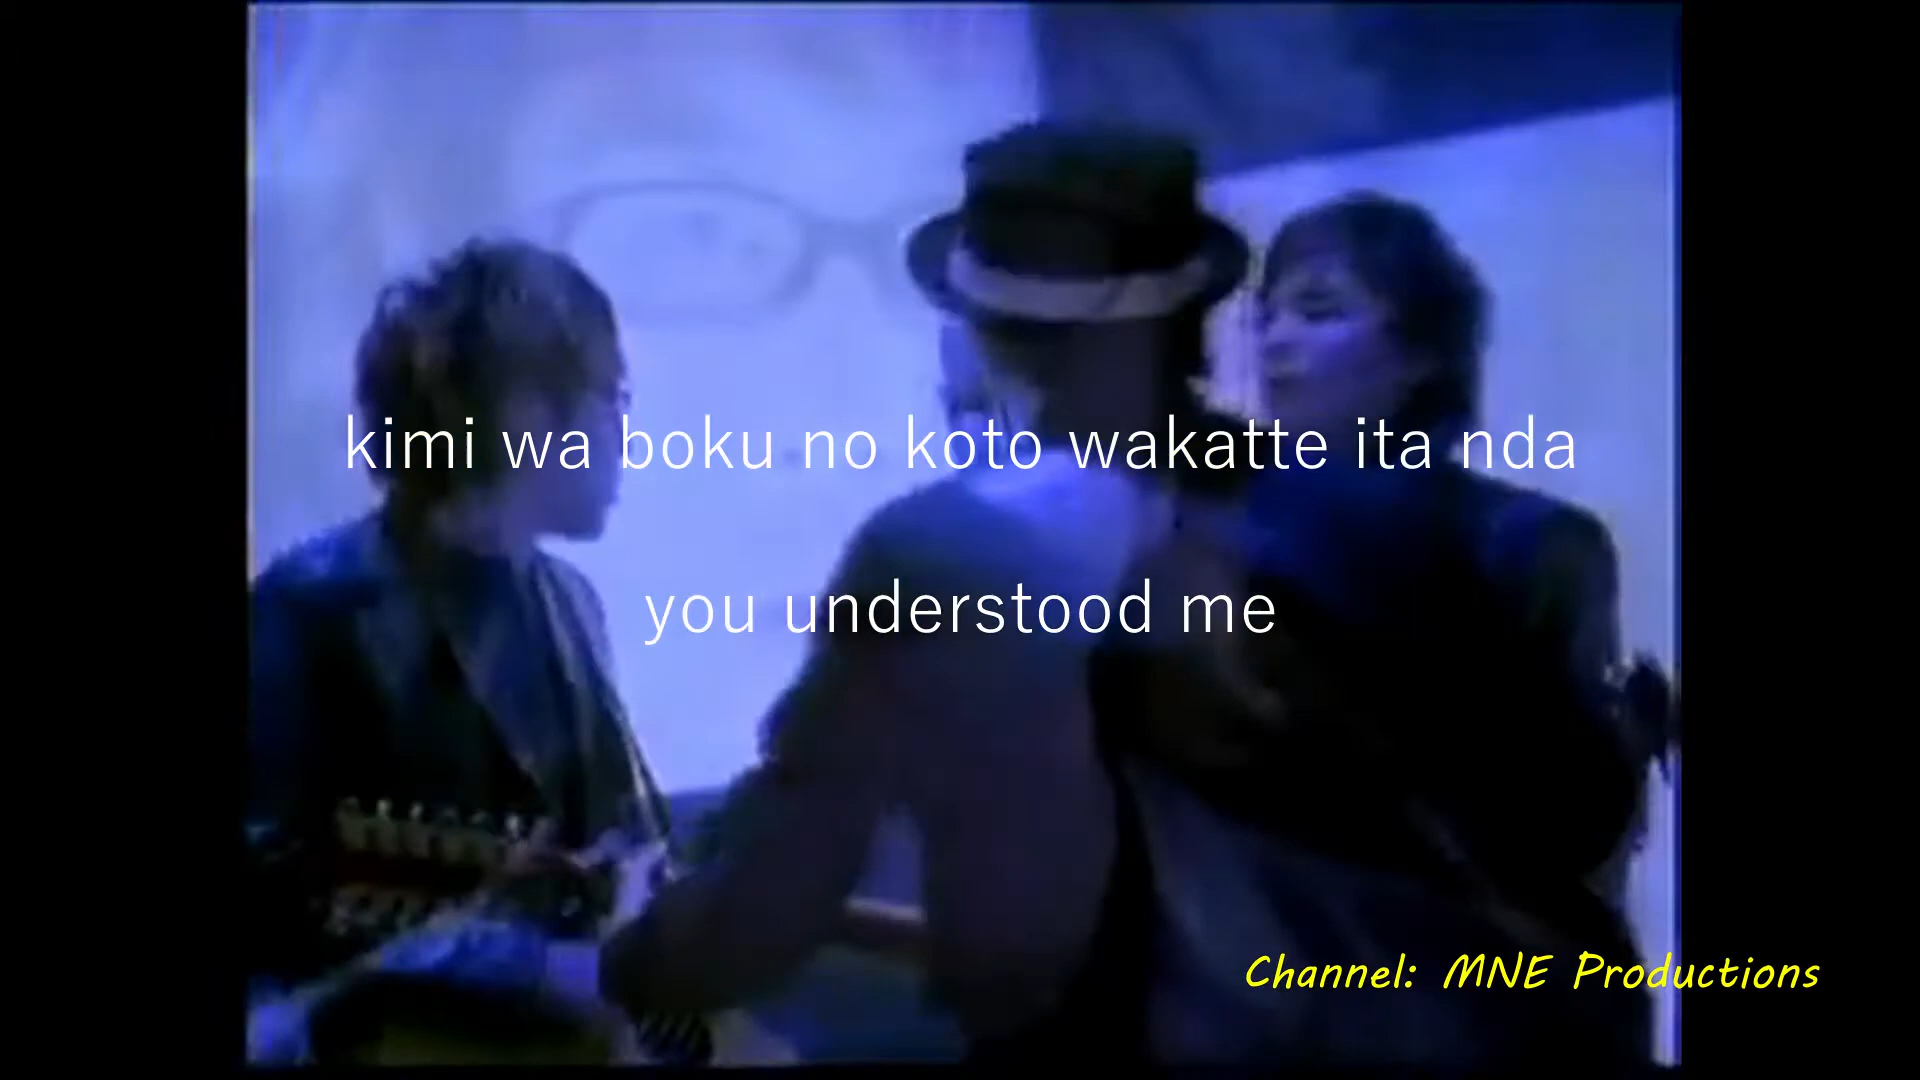 kimi wa boku no koto wakatte ita nda
you understood me
Channel: MNE Productions